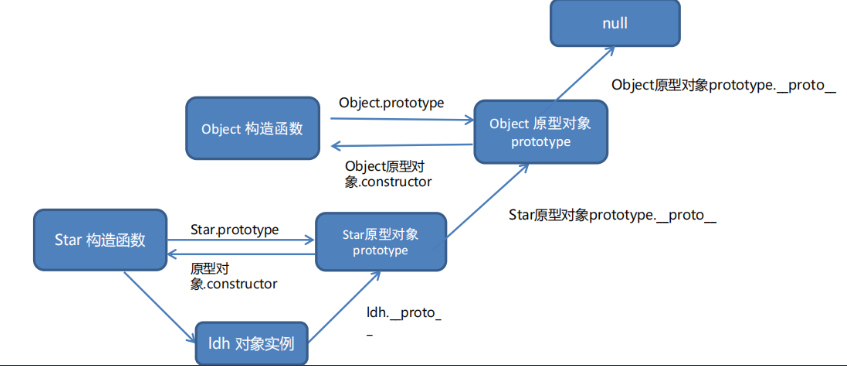 null
Object原型对象prototype.__proto__
Object.prototype
Object 构造函数
Object 原型对象
prototype
Object原型对
象.constructor
Star原型对象prototype.__proto__
Star 构造函数
Star.prototype
Star原型对象
prototype
原型对
象.constructor
ldh.__proto_
_
ldh 对象实例